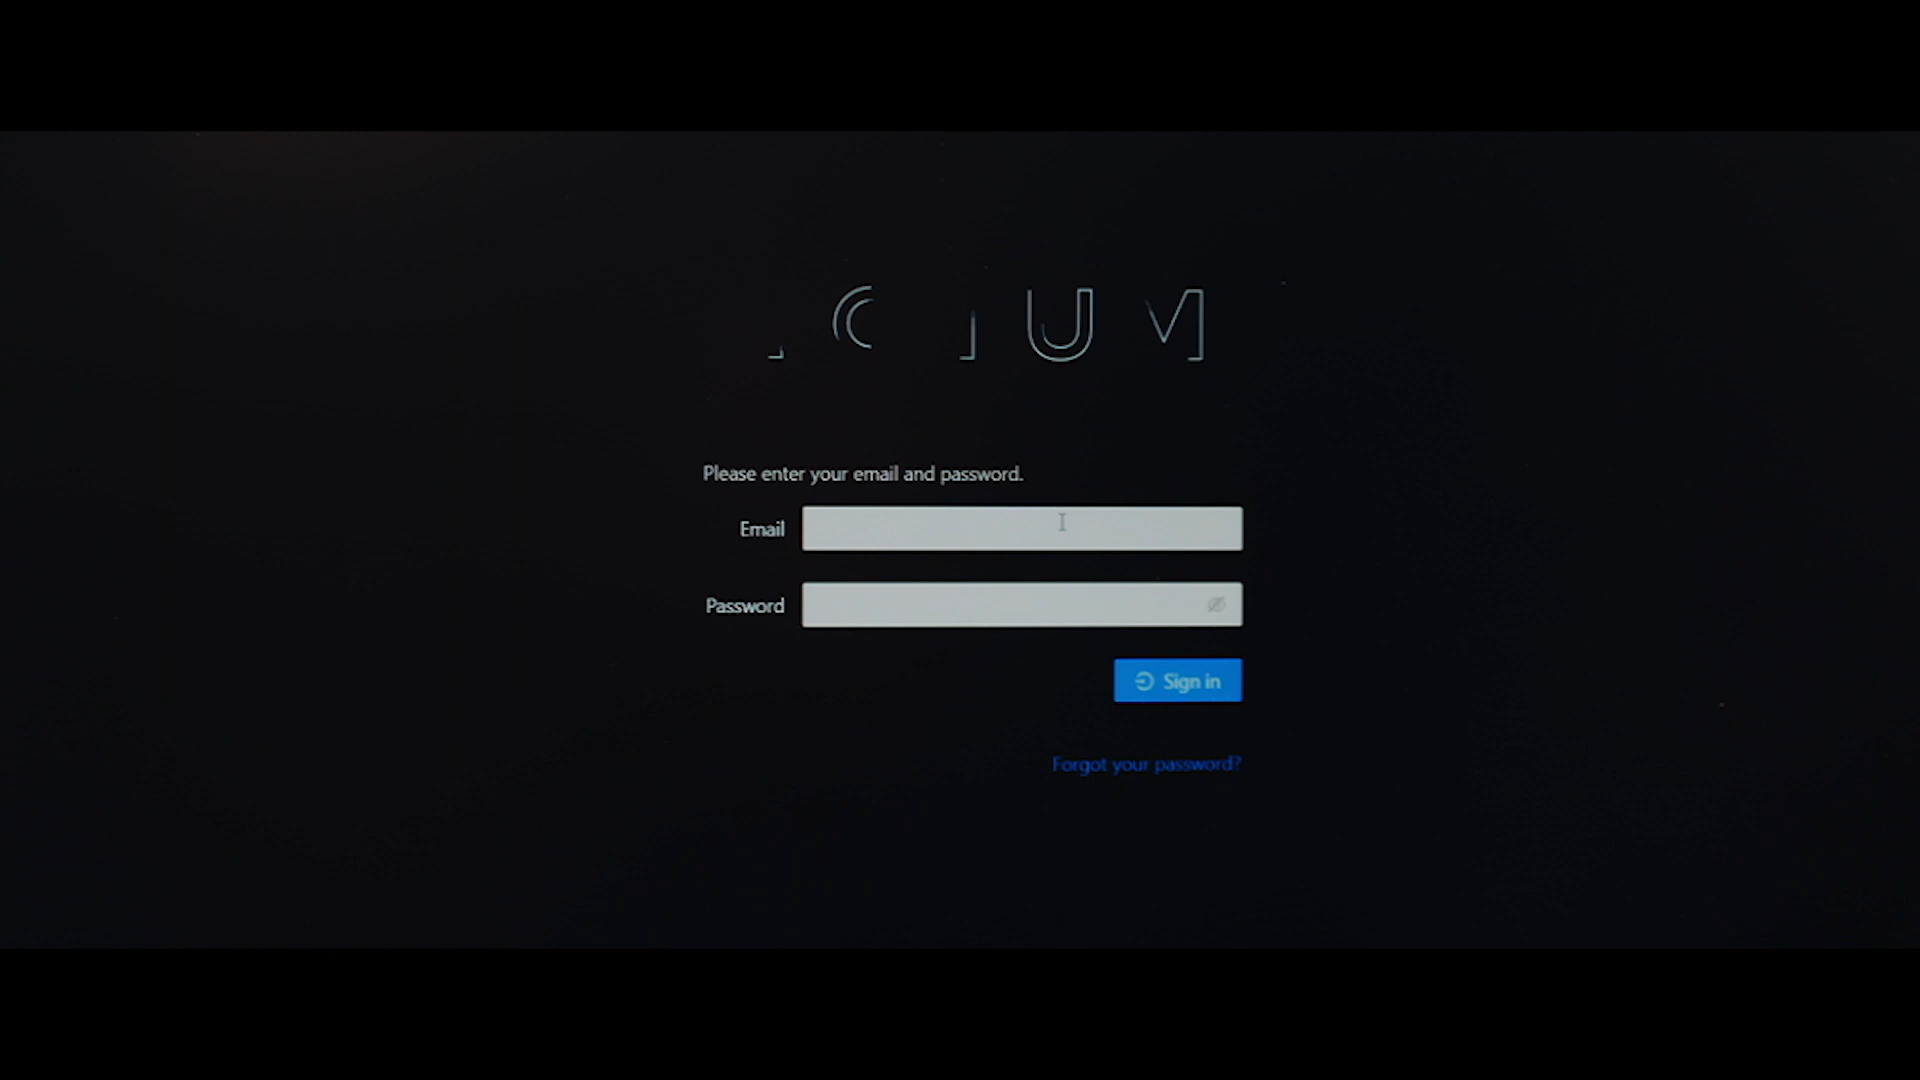 Please enter your email and password.
Email
Password
Sign in
Forgot your password?